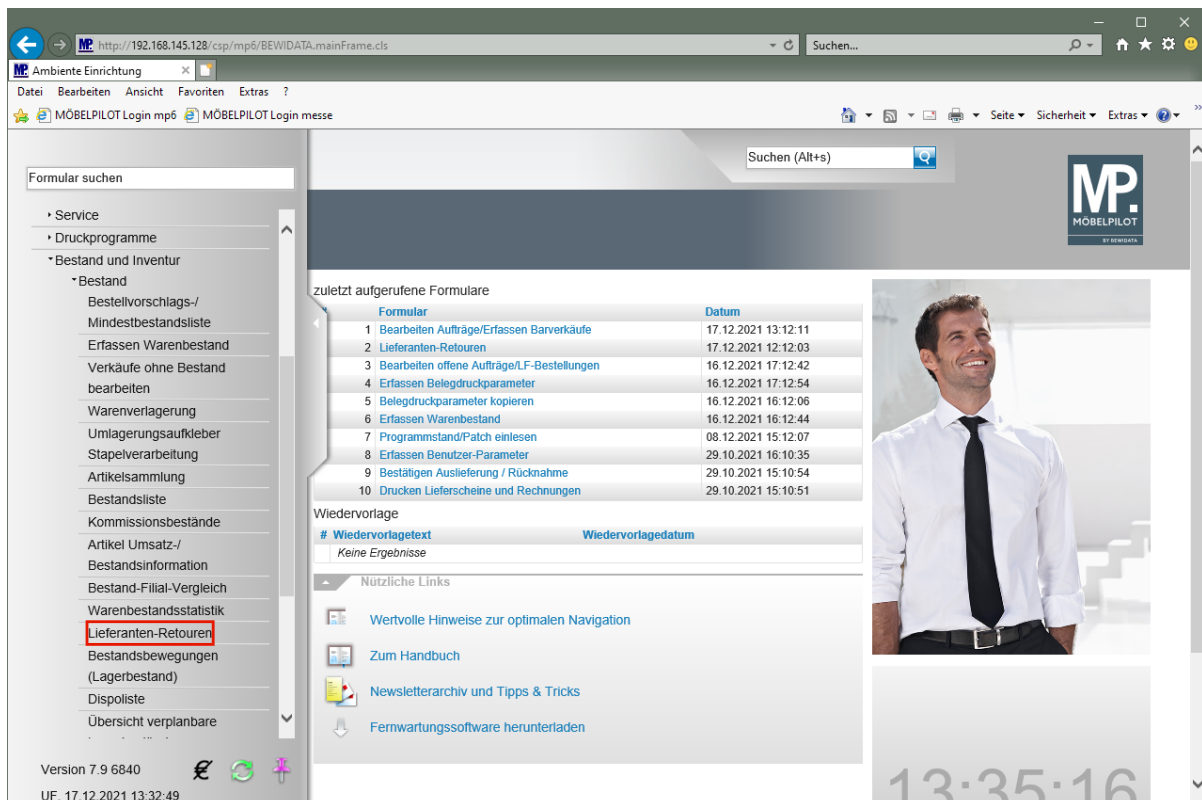 http://192.168.145.128/csp/mp6/BEWIDATA.mainFrame.cls
Suchen...
Ambiente Einrichtung
Datei Bearbeiten Ansicht Favoriten Extras ?
MÖBELPILOT Login mp6 MÖBELPILOT Login messe
Seite Sicherheit Extras
Formular suchen
Suchen (Alt+s)
MP.
MÖBELPILOT
BY BEWIDATA
Service
Druckprogramme
Bestand und Inventur
Bestand
Bestellvorschlags-/
Mindestbestandsliste
Erfassen Warenbestand
Verkäufe ohne Bestand
bearbeiten
Warenverlagerung
Umlagerungsaufkleber
Stapelverarbeitung
Artikelsammlung
Bestandsliste
Kommissionsbestände
Artikel Umsatz-/
Bestandsinformation
Bestand-Filial-Vergleich
Warenbestandsstatistik
Lieferanten-Retouren
Bestandsbewegungen
(Lagerbestand)
Dispoliste
Übersicht verplanbare
Version 7.9 6840
UF, 17.12.2021 13:32:49
zuletzt aufgerufene Formulare
Formular Datum
1 Bearbeiten Aufträge/Erfassen Barverkäufe 17.12.2021 13:12:11
2 Lieferanten-Retouren 17.12.2021 12:12:03
3 Bearbeiten offene Aufträge/LF-Bestellungen 16.12.2021 17:12:42
4 Erfassen Belegdruckparameter 16.12.2021 17:12:54
5 Belegdruckparameter kopieren 16.12.2021 16:12:06
6 Erfassen Warenbestand 16.12.2021 16:12:44
7 Programmstand/Patch einlesen 08.12.2021 15:12:07
8 Erfassen Benutzer-Parameter 29.10.2021 16:10:35
9 Bestätigen Auslieferung / Rücknahme 29.10.2021 15:10:54
10 Drucken Lieferscheine und Rechnungen 29.10.2021 15:10:51
Wiedervorlage
# Wiedervorlagetext Wiedervorlagedatum
Keine Ergebnisse
Nützliche Links
Wertvolle Hinweise zur optimalen Navigation
Zum Handbuch
Newsletterarchiv und Tipps & Tricks
Fernwartungssoftware herunterladen
13:35:16